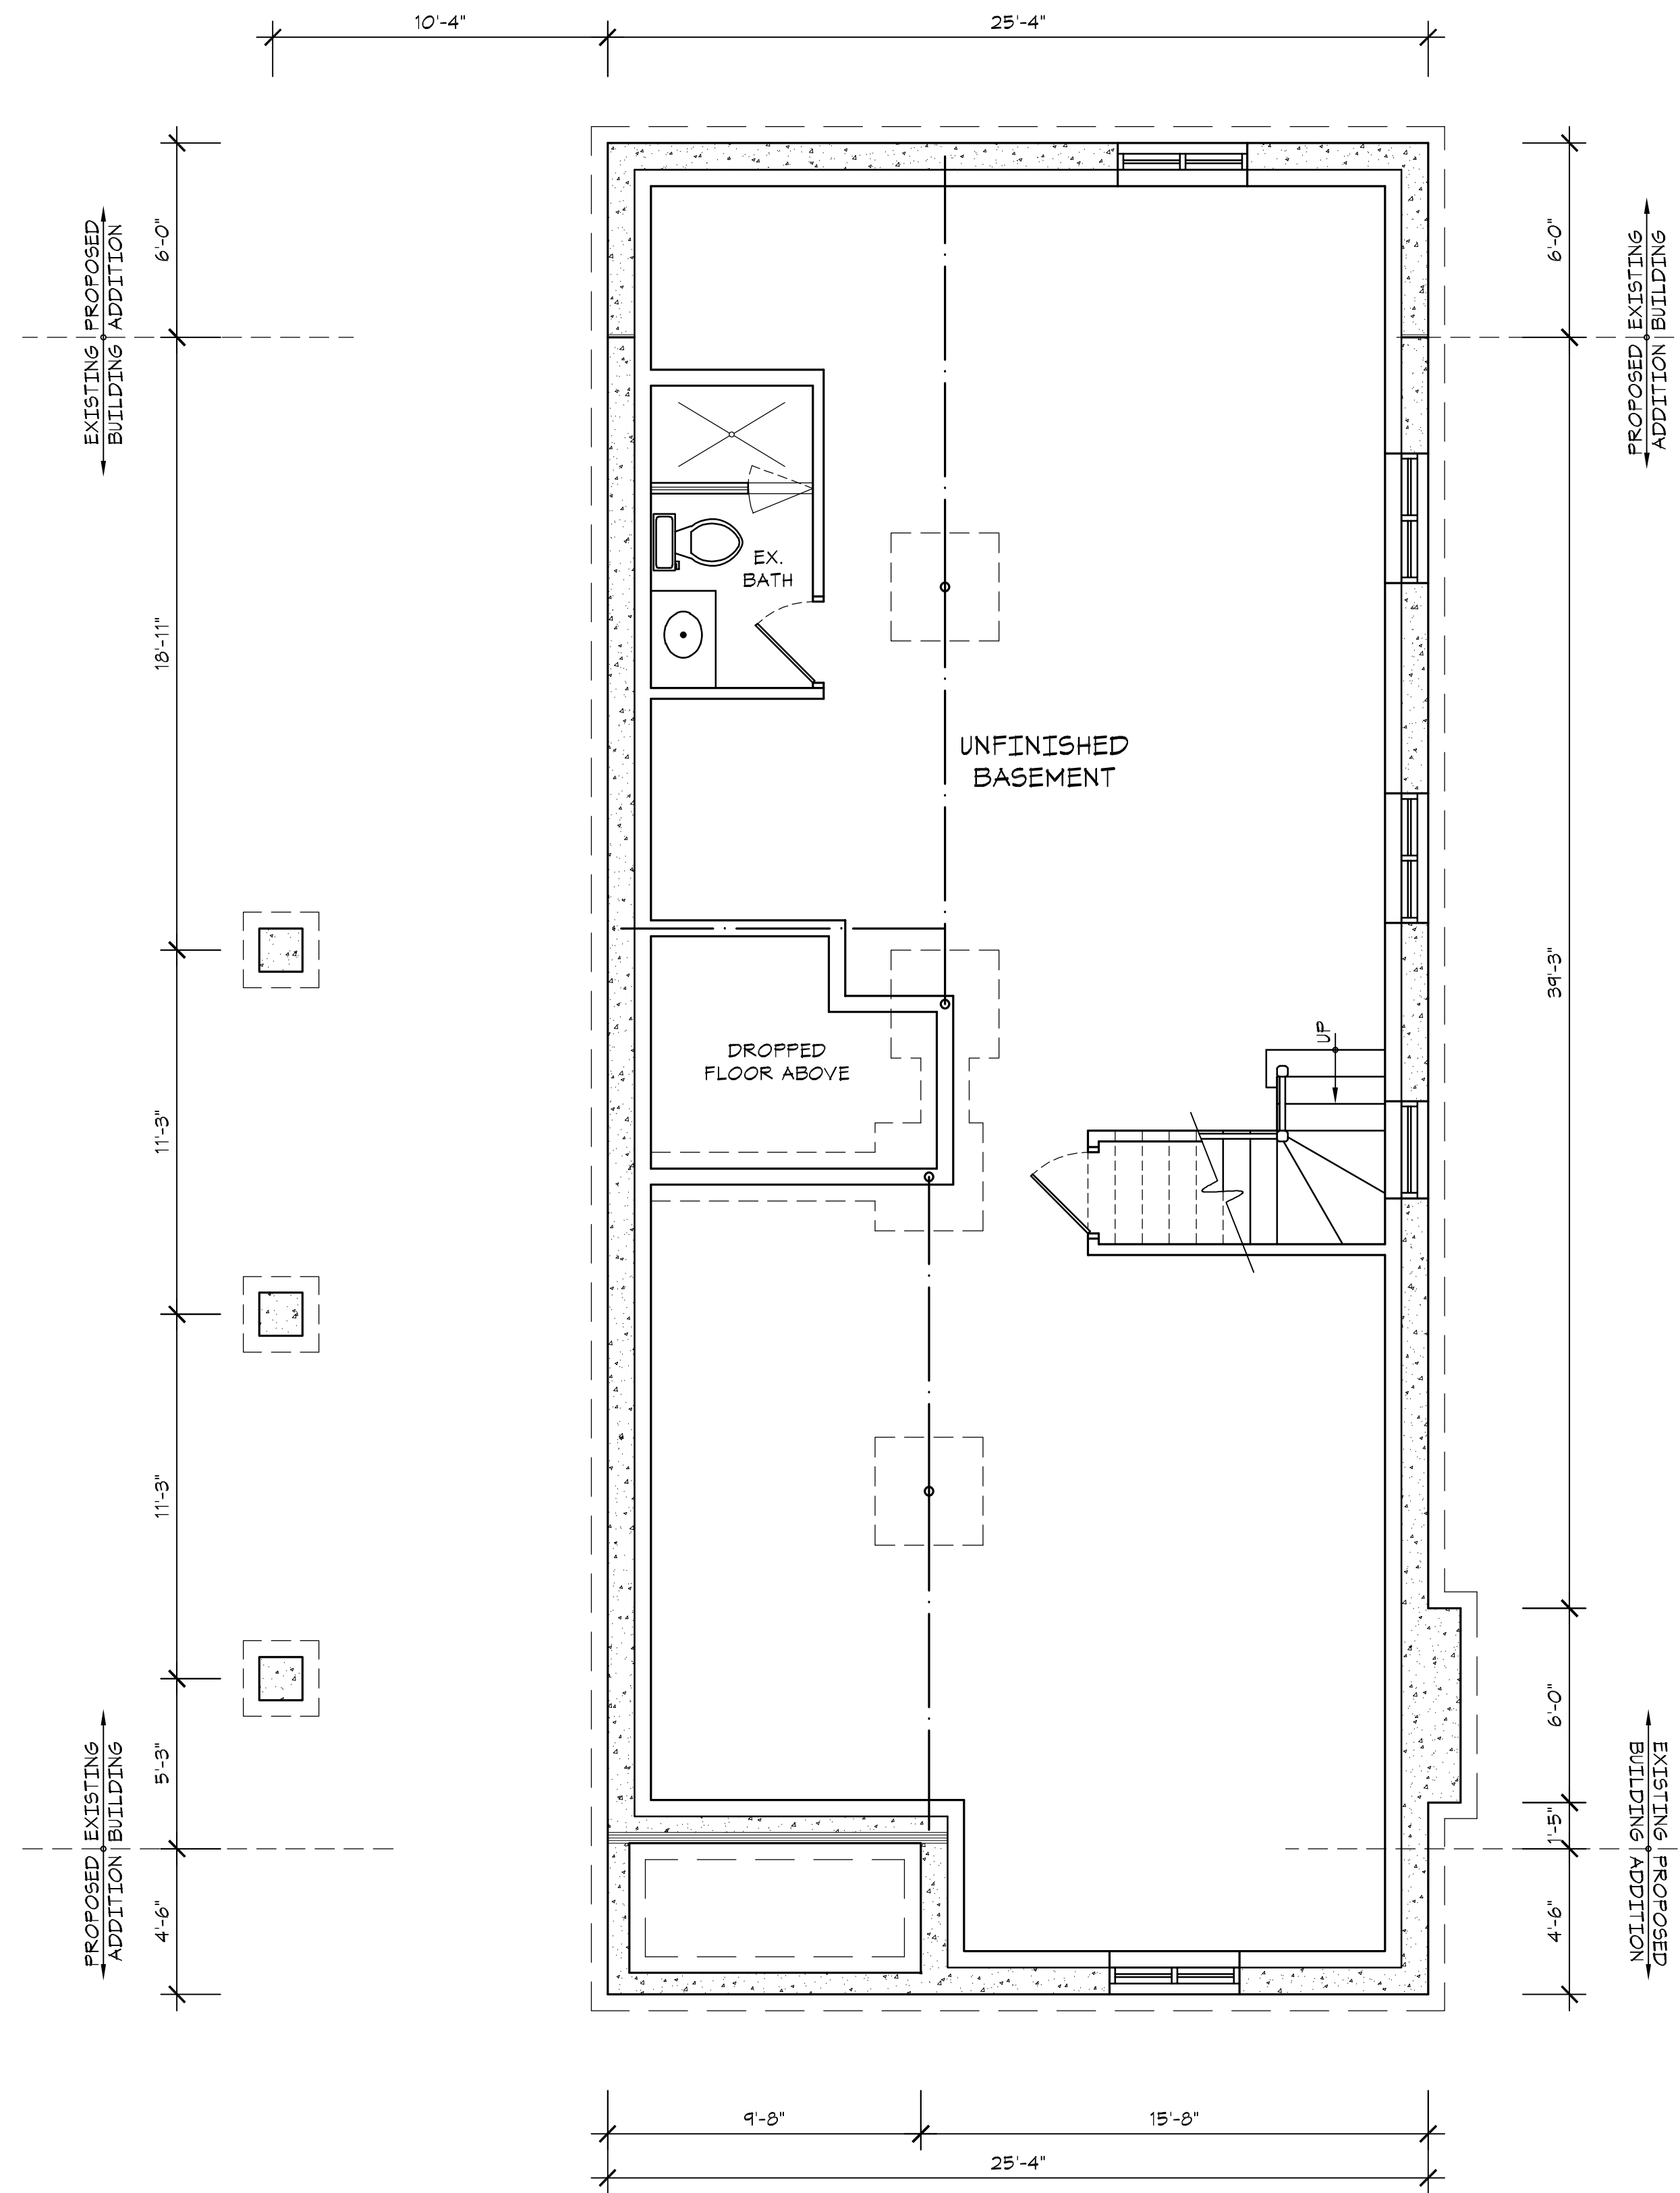 10'-4"
25'-4"
6'-0"
EXISTING PROPOSED
BUILDING ADDITION
6'-0"
PROPOSED EXISTING
ADDITION BUILDING
EX.
BATH
18'-11"
UNFINISHED
BASEMENT
39'-3"
UP
DROPPED
FLOOR ABOVE
11'-3"
11'-3"
5'-3"
PROPOSED EXISTING
ADDITION BUILDING
4'-6"
6'-0"
1'-5"
EXISTING PROPOSED
BUILDING ADDITION
4'-6"
9'-8"
15'-8"
25'-4"